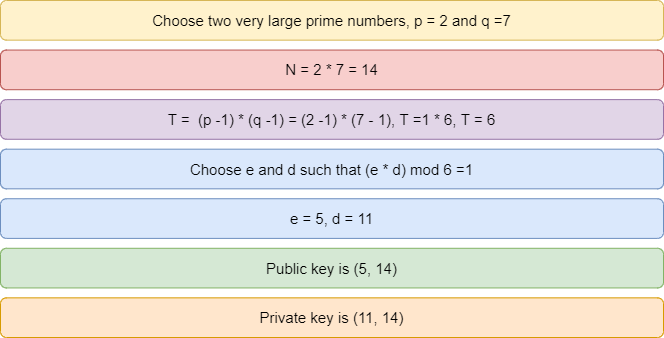 Choose two very large prime numbers, p = 2 and q =7
N = 2 * 7 = 14
T =  (p -1) * (q -1) = (2 -1) * (7 - 1), T =1 * 6, T = 6
Choose e and d such that (e * d) mod 6 =1
e = 5, d = 11
Public key is (5, 14)
Private key is (11, 14)